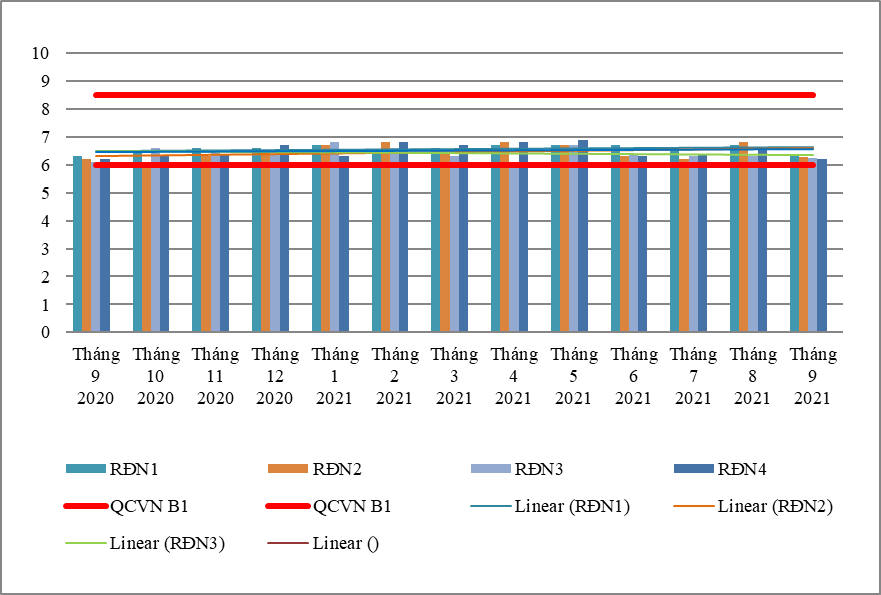 10
9
8
7
6
5
4
3
2
1
0
Tháng Tháng Tháng Tháng Tháng Tháng Tháng Tháng Tháng Tháng Tháng Tháng Tháng
9 10 11 12 1 2 3 4 5 6 7 8 9
2020 2020 2020 2020 2021 2021 2021 2021 2021 2021 2021 2021 2021
RĐN1 RĐN2 RĐN3 RĐN4
QCVN B1 QCVN B1 Linear (RĐN1) Linear (RĐN2)
Linear (RĐN3) Linear ()